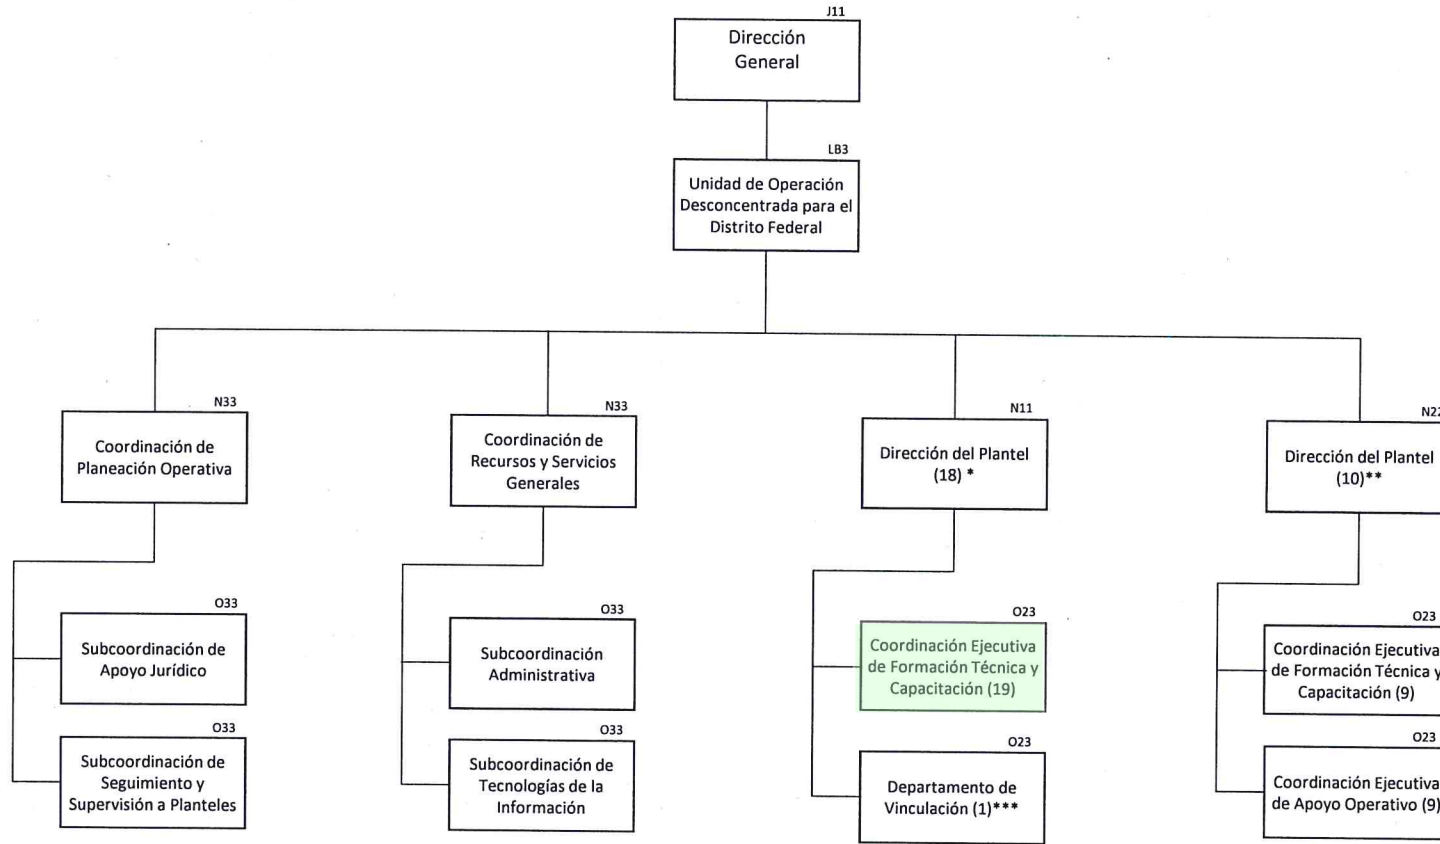 J11
Dirección
General
LB3
Unidad de Operación
Desconcentrada para el
Distrito Federal
N33
Coordinación de
Planeación Operativa
N33
Coordinación de
Recursos y Servicios
Generales
N11
Dirección del Plantel
(18) *
N22
Dirección del Plantel
(10)**
O33
Subcoordinación de
Apoyo Jurídico
O33
Subcoordinación
Administrativa
O23
Coordinación Ejecutiva
de Formación Técnica y
Capacitación (19)
O23
Coordinación Ejecutiva
de Formación Técnica y
Capacitación (9)
O33
Subcoordinación de
Seguimiento y
Supervisión a Planteles
O33
Subcoordinación de
Tecnologías de la
Información
O23
Departamento de
Vinculación (1)***
O23
Coordinación Ejecutiva
de Apoyo Operativo (9)